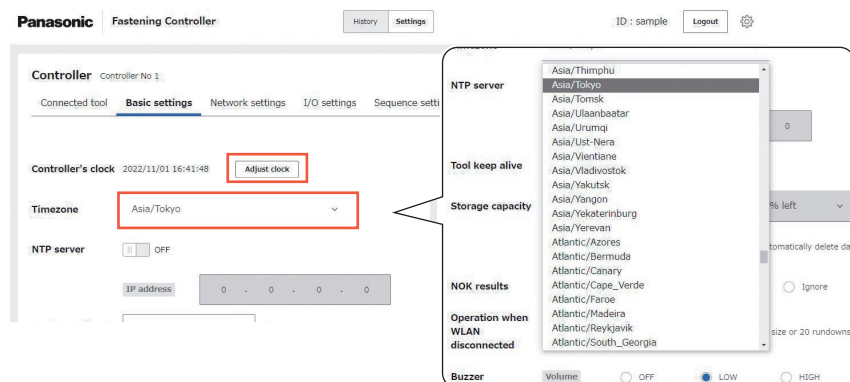 Panasonic Fastening Controller History Settings ID : sample Logout
Controller Controller No 1
Connected tool Basic settings Network settings I/O settings Sequence setti
Controller's clock 2022/11/01 16:41:48 Adjust clock
Timezone Asia/Tokyo
NTP server OFF
IP address 0 . 0 . 0 . 0
NTP server
0
Tool keep alive
Storage capacity
% left
tomatically delete da
NOK results
Ignore
Operation when
WLAN
disconnected
size or 20 rundowns
Buzzer Volume OFF LOW HIGH
Asia/Thimphu
Asia/Tokyo
Asia/Tomsk
Asia/Ulaanbaatar
Asia/Urumqi
Asia/Ust-Nera
Asia/Vientiane
Asia/Vladivostok
Asia/Yakutsk
Asia/Yangon
Asia/Yekaterinburg
Asia/Yerevan
Atlantic/Azores
Atlantic/Bermuda
Atlantic/Canary
Atlantic/Cape_Verde
Atlantic/Faroe
Atlantic/Madeira
Atlantic/Reykjavik
Atlantic/South_Georgia